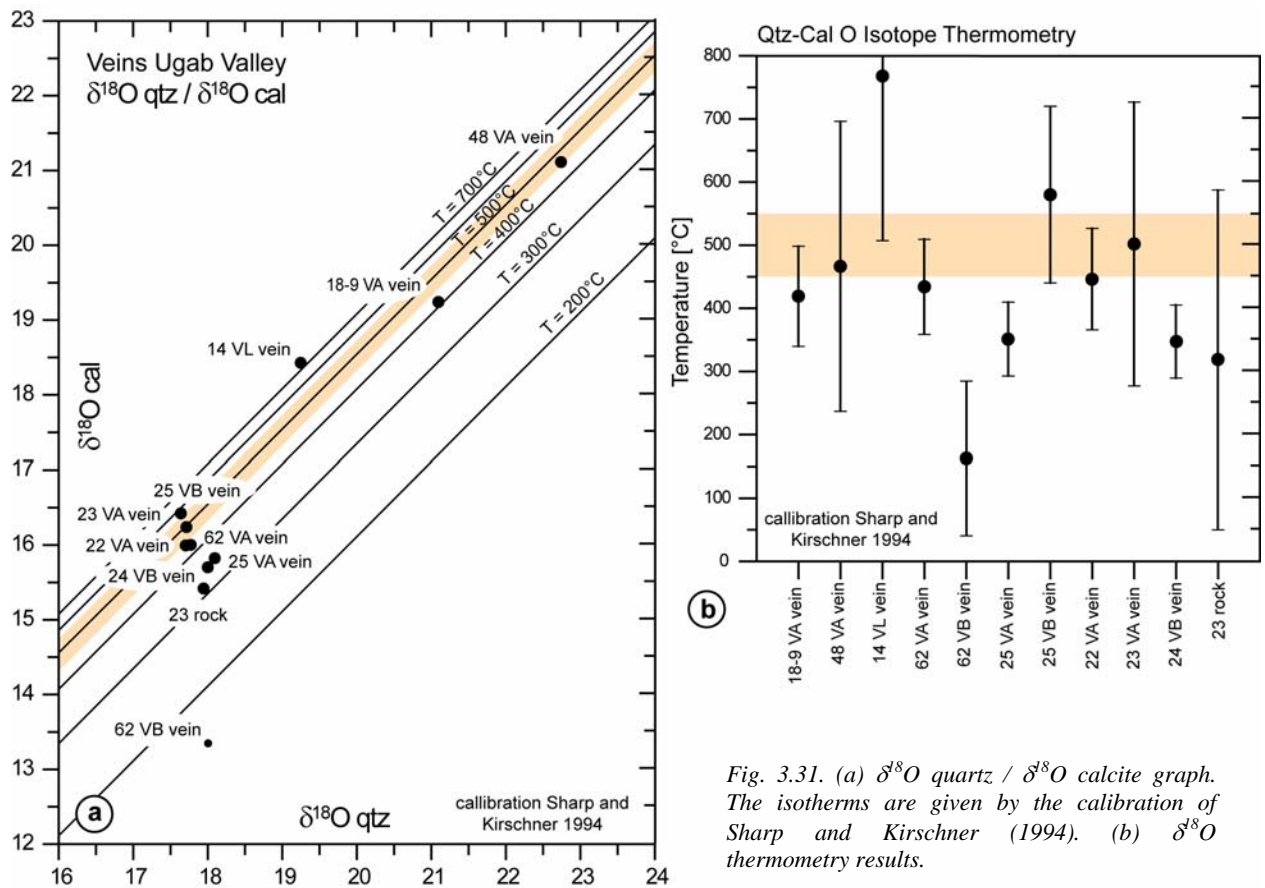 Veins Ugab Valley
δ¹⁸O qtz / δ¹⁸O cal
23
22
21
20
19
18
17
16
15
14
13
12
δ¹⁸O cal
48 VA vein
T = 700°C
T = 500°C
T = 400°C
T = 300°C
T = 200°C
18-9 VA vein
14 VL vein
25 VB vein
23 VA vein
22 VA vein
62 VA vein
24 VB vein
25 VA vein
23 rock
62 VB vein
a
δ¹⁸O qtz
callibration Sharp and
Kirschner 1994
16 17 18 19 20 21 22 23 24
Qtz-Cal O Isotope Thermometry
800
700
600
500
400
300
200
100
0
Temperature [°C]
callibration Sharp and
Kirschner 1994
b
18-9 VA vein
48 VA vein
14 VL vein
62 VA vein
62 VB vein
25 VA vein
25 VB vein
22 VA vein
23 VA vein
24 VB vein
23 rock
Fig. 3.31. (a) δ¹⁸O quartz / δ¹⁸O calcite graph.
The isotherms are given by the calibration of
Sharp and Kirschner (1994). (b) δ¹⁸O
thermometry results.